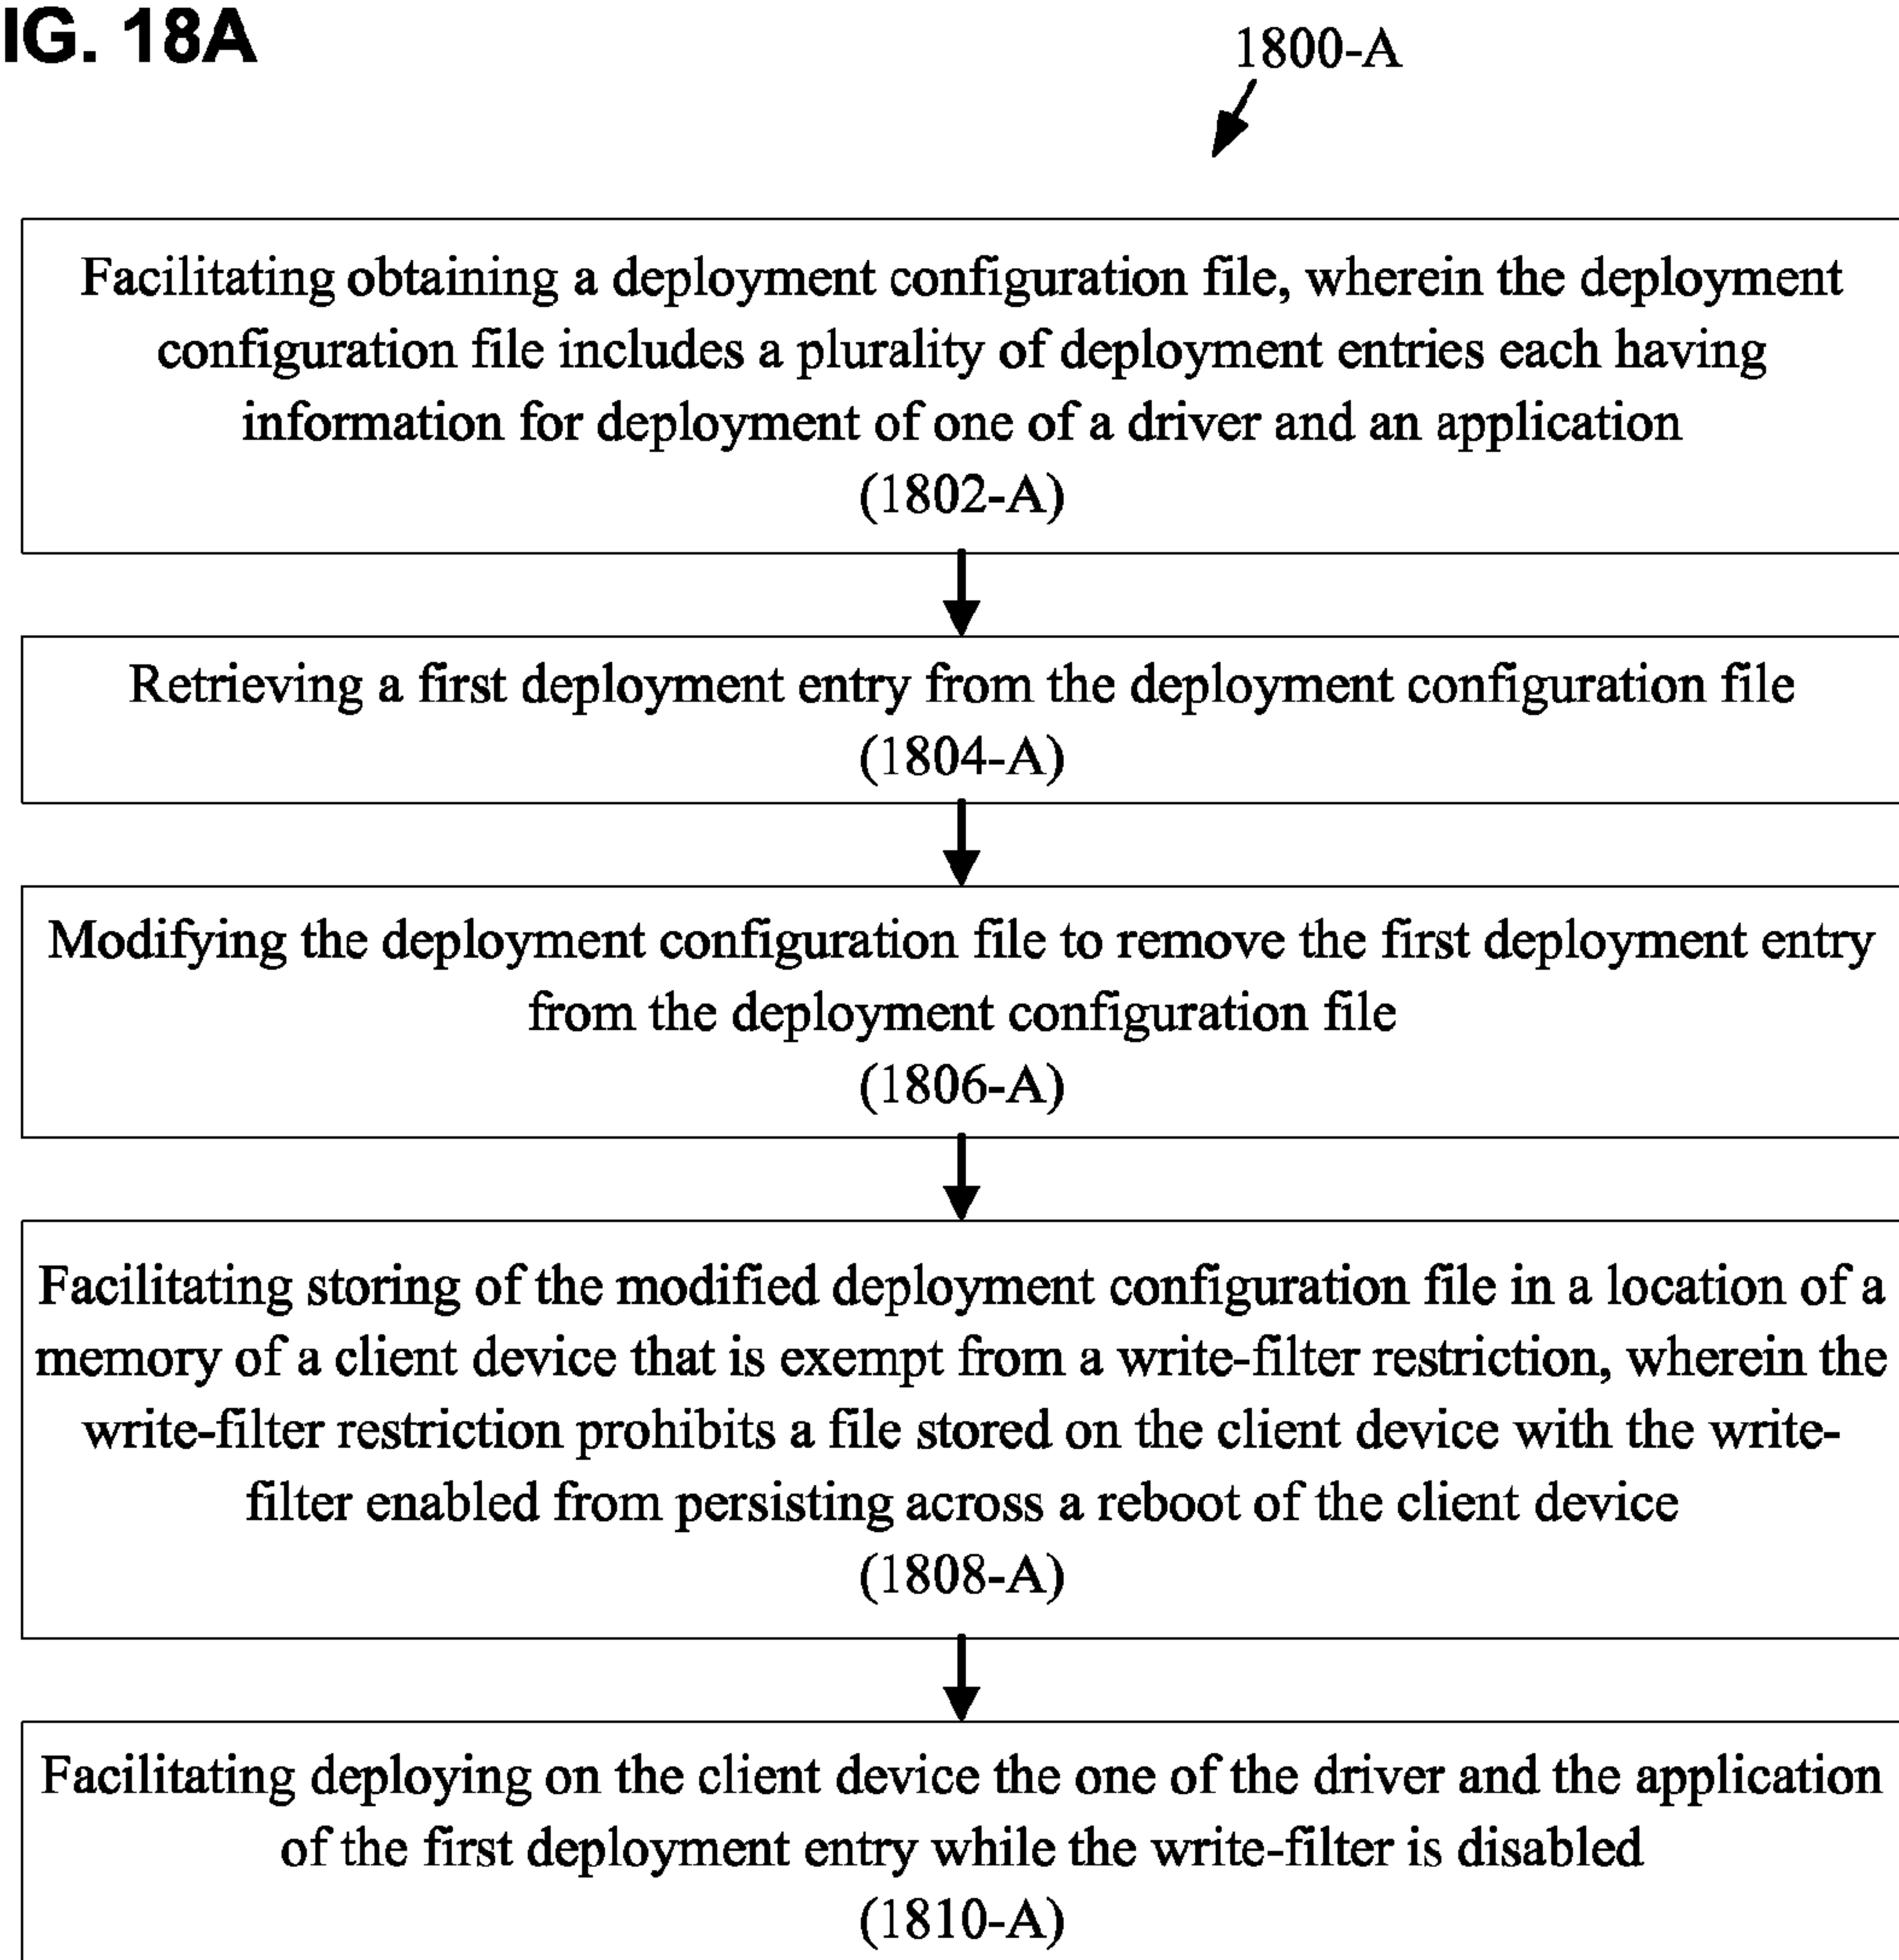 IG. 18A
1800-A
Facilitating obtaining a deployment configuration file, wherein the deployment
configuration file includes a plurality of deployment entries each having
information for deployment of one of a driver and an application
(1802-A)
Retrieving a first deployment entry from the deployment configuration file
(1804-A)
Modifying the deployment configuration file to remove the first deployment entry
from the deployment configuration file
(1806-A)
Facilitating storing of the modified deployment configuration file in a location of a
memory of a client device that is exempt from a write-filter restriction, wherein the
write-filter restriction prohibits a file stored on the client device with the write-
filter enabled from persisting across a reboot of the client device
(1808-A)
Facilitating deploying on the client device the one of the driver and the application
of the first deployment entry while the write-filter is disabled
(1810-A)